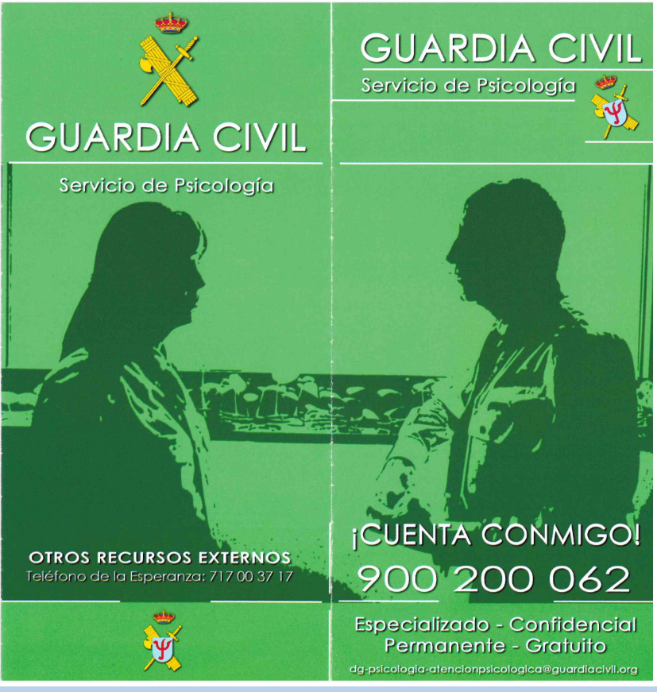 GUARDIA CIVIL
Servicio de Psicología
OTROS RECURSOS EXTERNOS
Teléfono de la Esperanza: 717 00 37 17
GUARDIA CIVIL
Servicio de Psicología
¡CUENTA CONMIGO!
900 200 062
Especializado - Confidencial
Permanente - Gratuito
dg-psicologia-atencionpsicologica@guardiacivil.org